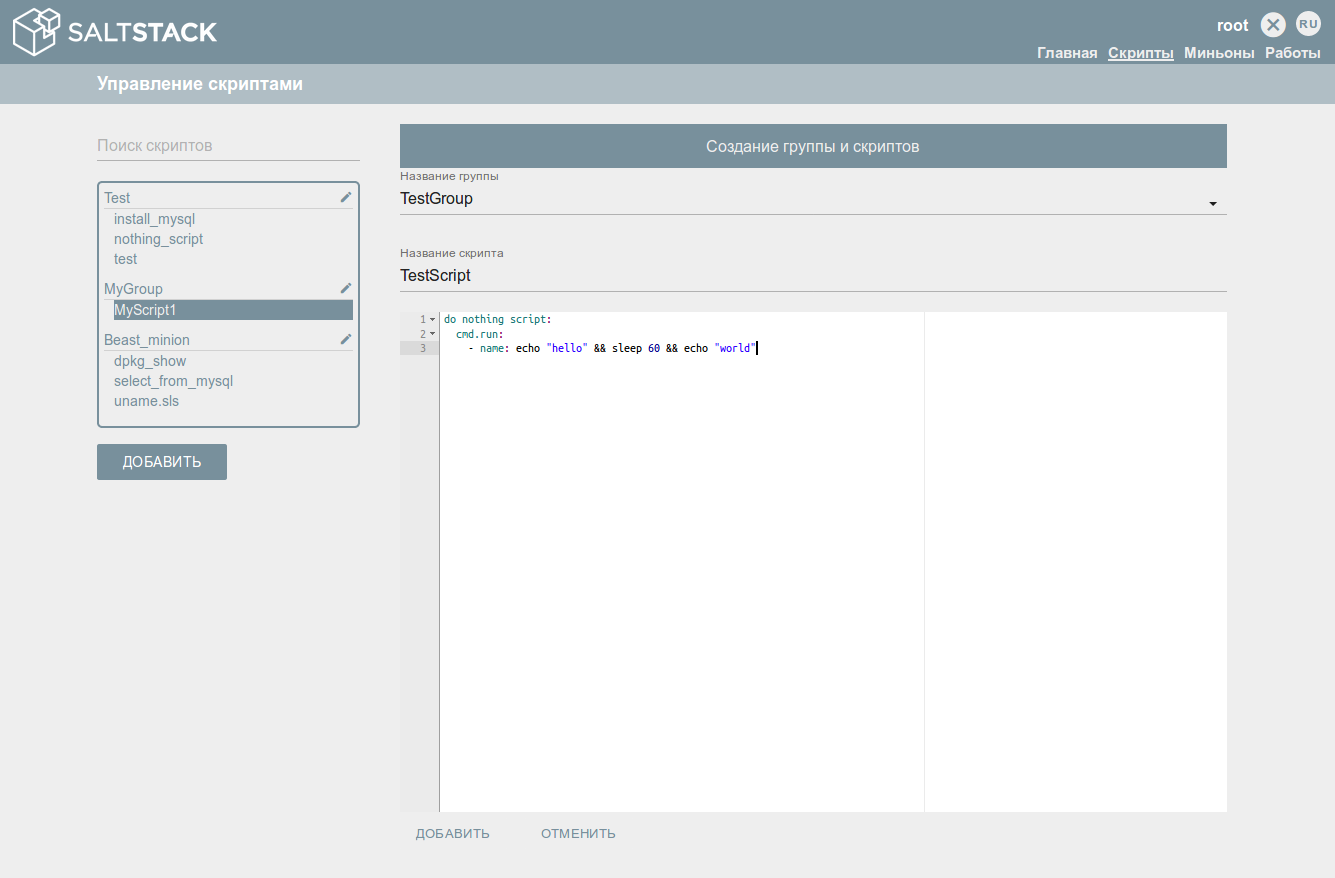 SALTSTACK
root
RU
Главная Скрипты Миньоны Работы
Управление скриптами
Поиск скриптов
Test
install_mysql
nothing_script
test
MyGroup
MyScript1
Beast_minion
dpkg_show
select_from_mysql
uname.sls
ДОБАВИТЬ
Создание группы и скриптов
Название группы
TestGroup
Название скрипта
TestScript
1 do nothing script:
2 cmd.run:
3 - name: echo "hello" && sleep 60 && echo "world"
ДОБАВИТЬ ОТМЕНИТЬ